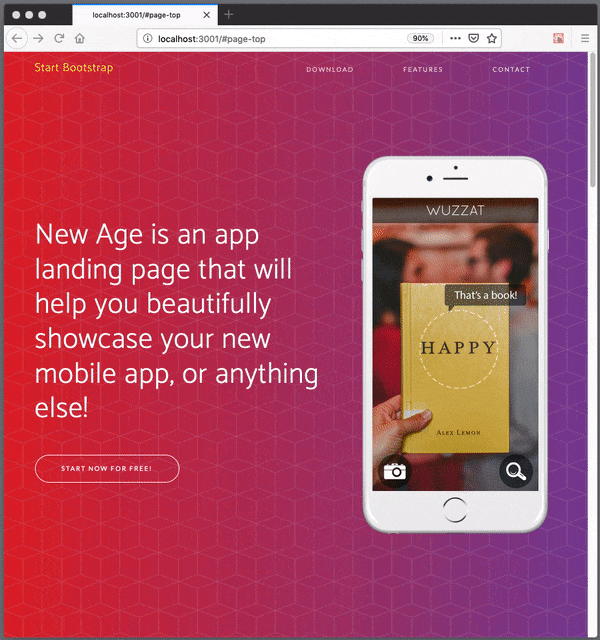 localhost:3001/#page-top
localhost:3001/#page-top
90%
Start Bootstrap
DOWNLOAD
FEATURES
CONTACT
New Age is an app
landing page that will
help you beautifully
showcase your new
mobile app, or anything
else!
START NOW FOR FREE!
WUZZAT
That's a book!
HAPPY
ALEX LEMON